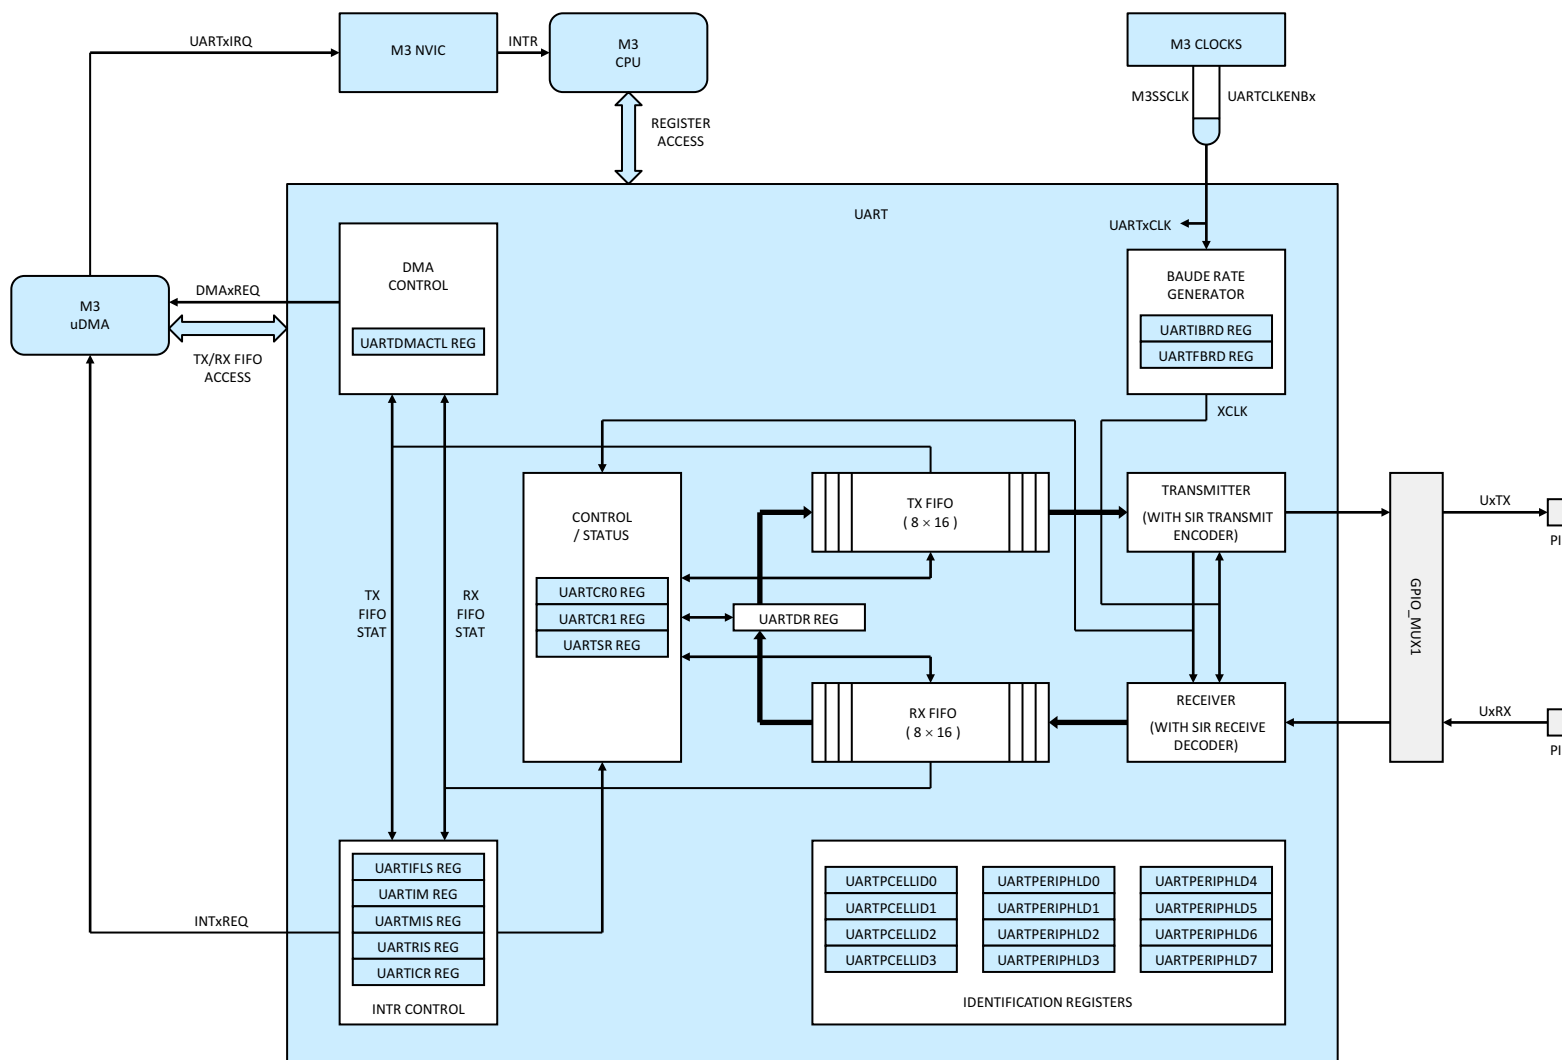 UARTxIRQ
M3 NVIC
INTR
M3
CPU
M3 CLOCKS
M3SSCLK
UARTCLKENBx
REGISTER
ACCESS
UART
UARTxCLK
DMA
CONTROL
UARTDMACTL REG
BAUDE RATE
GENERATOR
UARTIBRD REG
UARTFBRD REG
M3
uDMA
DMAxREQ
TX/RX FIFO
ACCESS
XCLK
CONTROL
/ STATUS
UARTCR0 REG
UARTCR1 REG
UARTSR REG
TX FIFO
( 8 × 16 )
TRANSMITTER
(WITH SIR TRANSMIT
ENCODER)
UxTX
PI
GPIO_MUX1
TX
FIFO
STAT
RX
FIFO
STAT
UARTDR REG
RX FIFO
( 8 × 16 )
RECEIVER
(WITH SIR RECEIVE
DECODER)
UxRX
PI
INTxREQ
UARTIFLS REG
UARTIM REG
UARTMIS REG
UARTRIS REG
UARTICR REG
INTR CONTROL
UARTPCELLID0
UARTPCELLID1
UARTPCELLID2
UARTPCELLID3
UARTPERIPHLD0
UARTPERIPHLD1
UARTPERIPHLD2
UARTPERIPHLD3
UARTPERIPHLD4
UARTPERIPHLD5
UARTPERIPHLD6
UARTPERIPHLD7
IDENTIFICATION REGISTERS